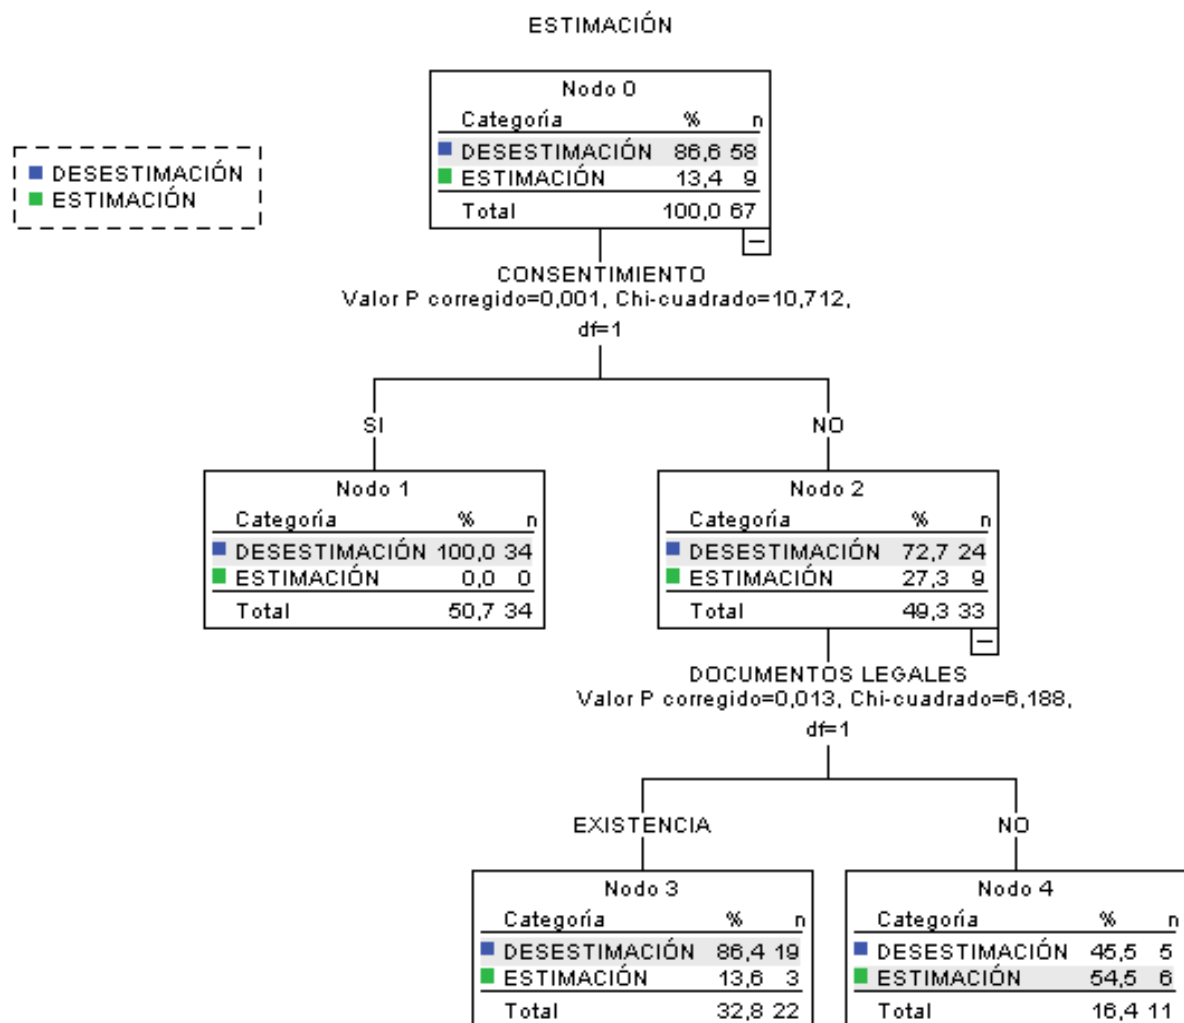 ESTIMACIÓN
DESESTIMACIÓN
ESTIMACIÓN
Nodo 0
Categoría % n
DESESTIMACIÓN 86,6 58
ESTIMACIÓN 13,4 9
Total 100,0 67
CONSENTIMIENTO
Valor P corregido=0,001, Chi-cuadrado=10,712,
df=1
SI
NO
Nodo 1
Categoría % n
DESESTIMACIÓN 100,0 34
ESTIMACIÓN 0,0 0
Total 50,7 34
Nodo 2
Categoría % n
DESESTIMACIÓN 72,7 24
ESTIMACIÓN 27,3 9
Total 49,3 33
DOCUMENTOS LEGALES
Valor P corregido=0,013, Chi-cuadrado=6,188,
df=1
EXISTENCIA
NO
Nodo 3
Categoría % n
DESESTIMACIÓN 86,4 19
ESTIMACIÓN 13,6 3
Total 32,8 22
Nodo 4
Categoría % n
DESESTIMACIÓN 45,5 5
ESTIMACIÓN 54,5 6
Total 16,4 11